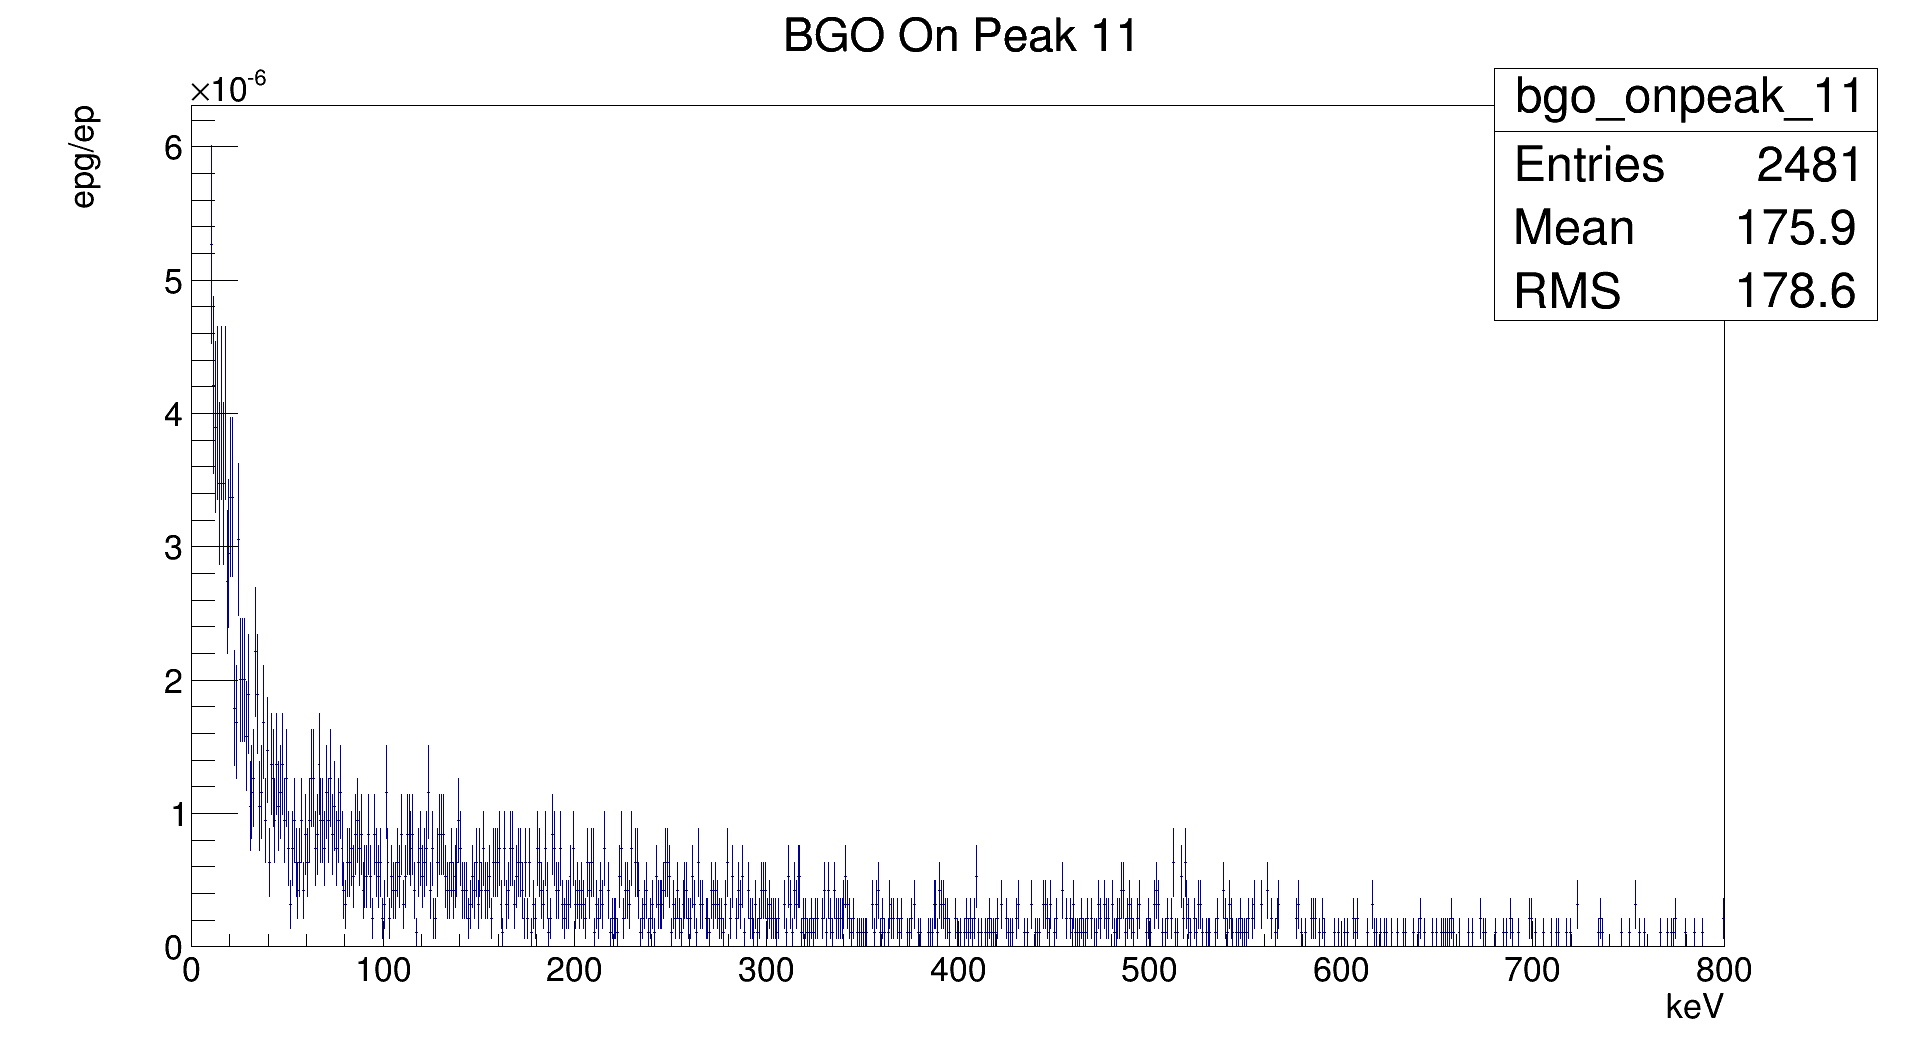 BGO On Peak 11
×10-6
epg/ep
bgo_onpeak_11
Entries 2481
Mean 175.9
RMS 178.6
6
5
4
3
2
1
0
0 100 200 300 400 500 600 700 800
keV